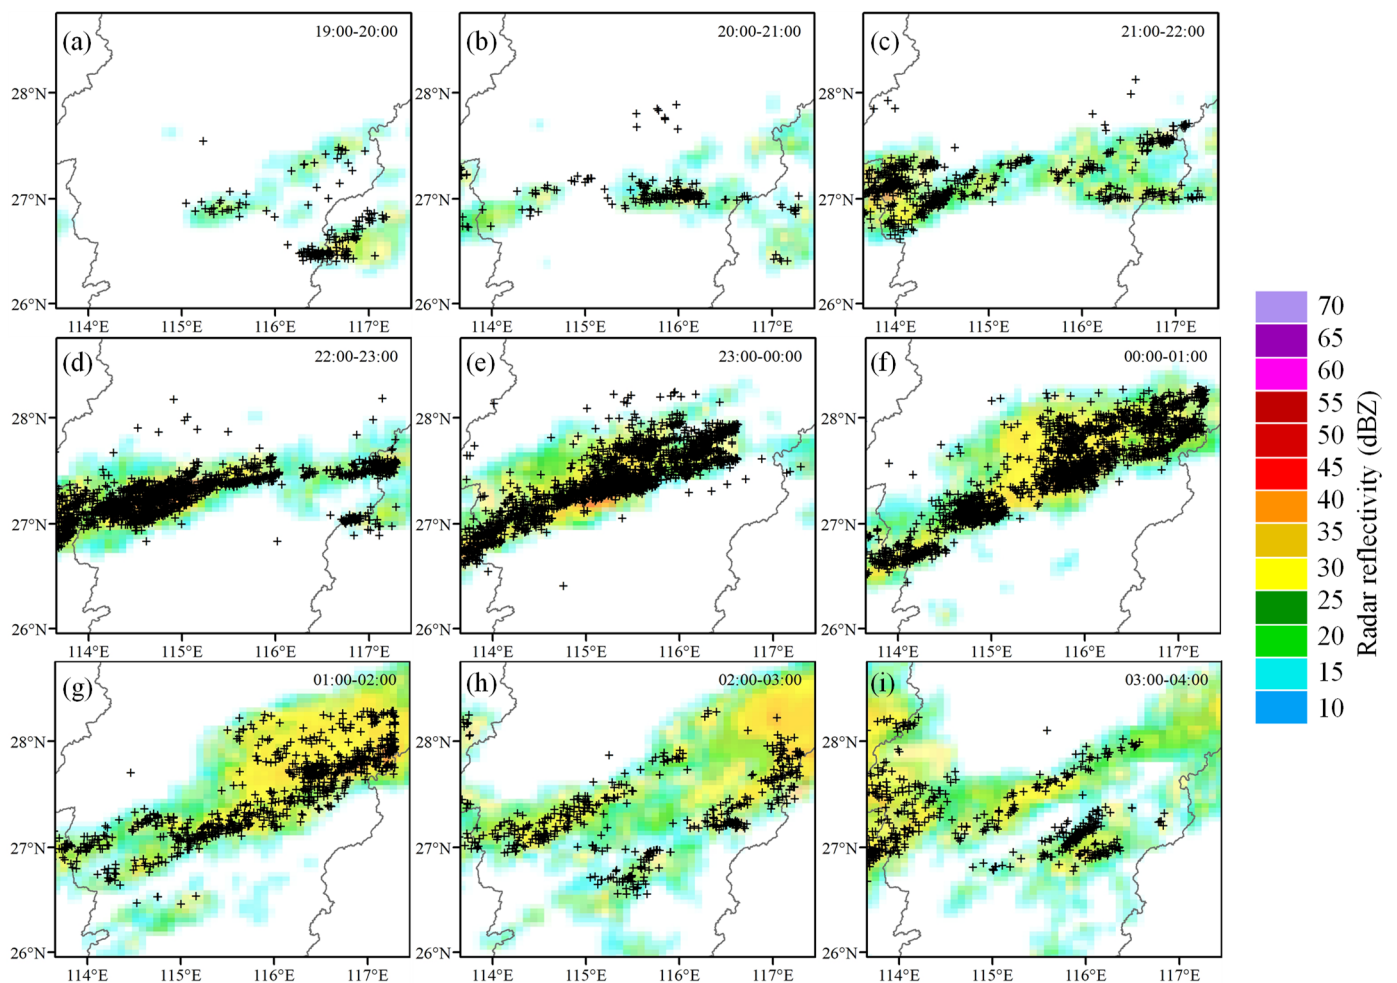 (a) 19:00-20:00
(b) 20:00-21:00
(c) 21:00-22:00
28°N 28°N 28°N
27°N 27°N 27°N
26°N 26°N 26°N
114°E 115°E 116°E 117°E 114°E 115°E 116°E 117°E 114°E 115°E 116°E 117°E
(d) 22:00-23:00
(e) 23:00-00:00
(f) 00:00-01:00
28°N 28°N 28°N
27°N 27°N 27°N
26°N 26°N 26°N
114°E 115°E 116°E 117°E 114°E 115°E 116°E 117°E 114°E 115°E 116°E 117°E
(g) 01:00-02:00
(h) 02:00-03:00
(i) 03:00-04:00
28°N 28°N 28°N
27°N 27°N 27°N
26°N 26°N 26°N
114°E 115°E 116°E 117°E 114°E 115°E 116°E 117°E 114°E 115°E 116°E 117°E
70
65
60
55
50
45
40
35
30
25
20
15
10
Radar reflectivity (dBZ)